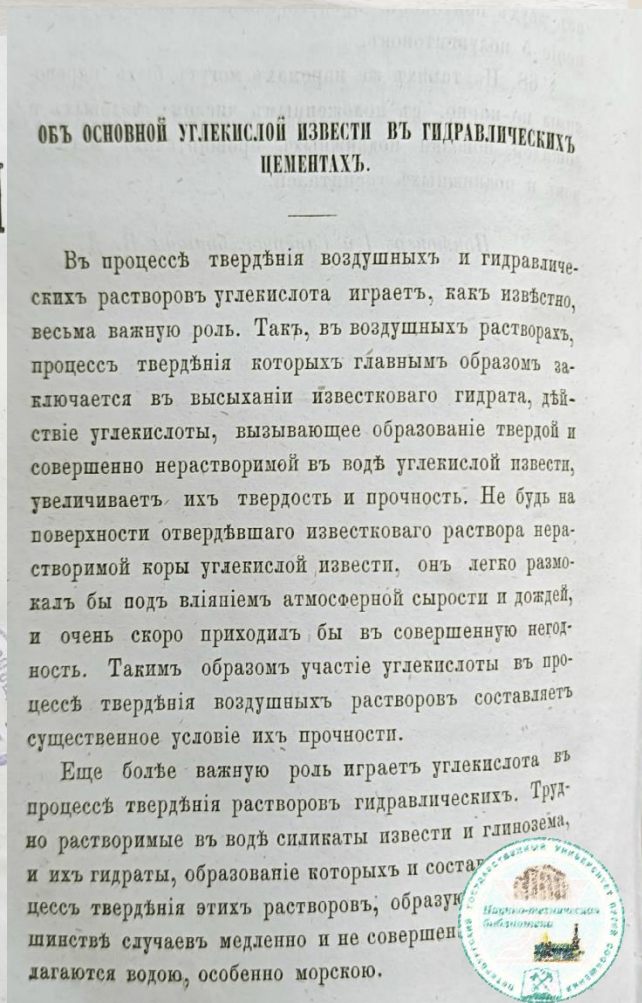 ОБЪ ОСНОВНОЙ УГЛЕКИСЛОЙ ИЗВЕСТИ ВЪ ГИДРАВЛИЧЕСКИХЪ
ЦЕМЕНТАХЪ.
Въ процессѣ твердѣнія воздушныхъ и гидравличе-
скихъ растворовъ углекислота играетъ, какъ извѣстно,
весьма важную роль. Такъ, въ воздушныхъ растворахъ,
процессъ твердѣнія которыхъ главнымъ образомъ за-
ключается въ высыханіи известковаго гидрата, дѣй-
ствіе углекислоты, вызывающее образованіе твердой и
совершенно нерастворимой въ водѣ углекислой извести,
увеличиваетъ ихъ твердость и прочность. Не будь на
поверхности отвердѣвшаго известковаго раствора нера-
створимой коры углекислой извести, онъ легко размо-
калъ бы подъ вліяніемъ атмосферной сырости и дождей,
и очень скоро приходилъ бы въ совершенную негод-
ность. Такимъ образомъ участіе углекислоты въ про-
цессѣ твердѣнія воздушныхъ растворовъ составляетъ
существенное условіе ихъ прочности.
Еще болѣе важную роль играетъ углекислота въ
процессѣ твердѣнія растворовъ гидравлическихъ. Труд-
но растворимые въ водѣ силикаты извести и глинозема,
и их гидраты, образованіе которыхъ и состав
цессъ твердѣнія этихъ растворовъ, образую
шинствѣ случаевъ медленно и не совершен
лагаются водою, особенно морскою.
Научно-техническая
библиотека